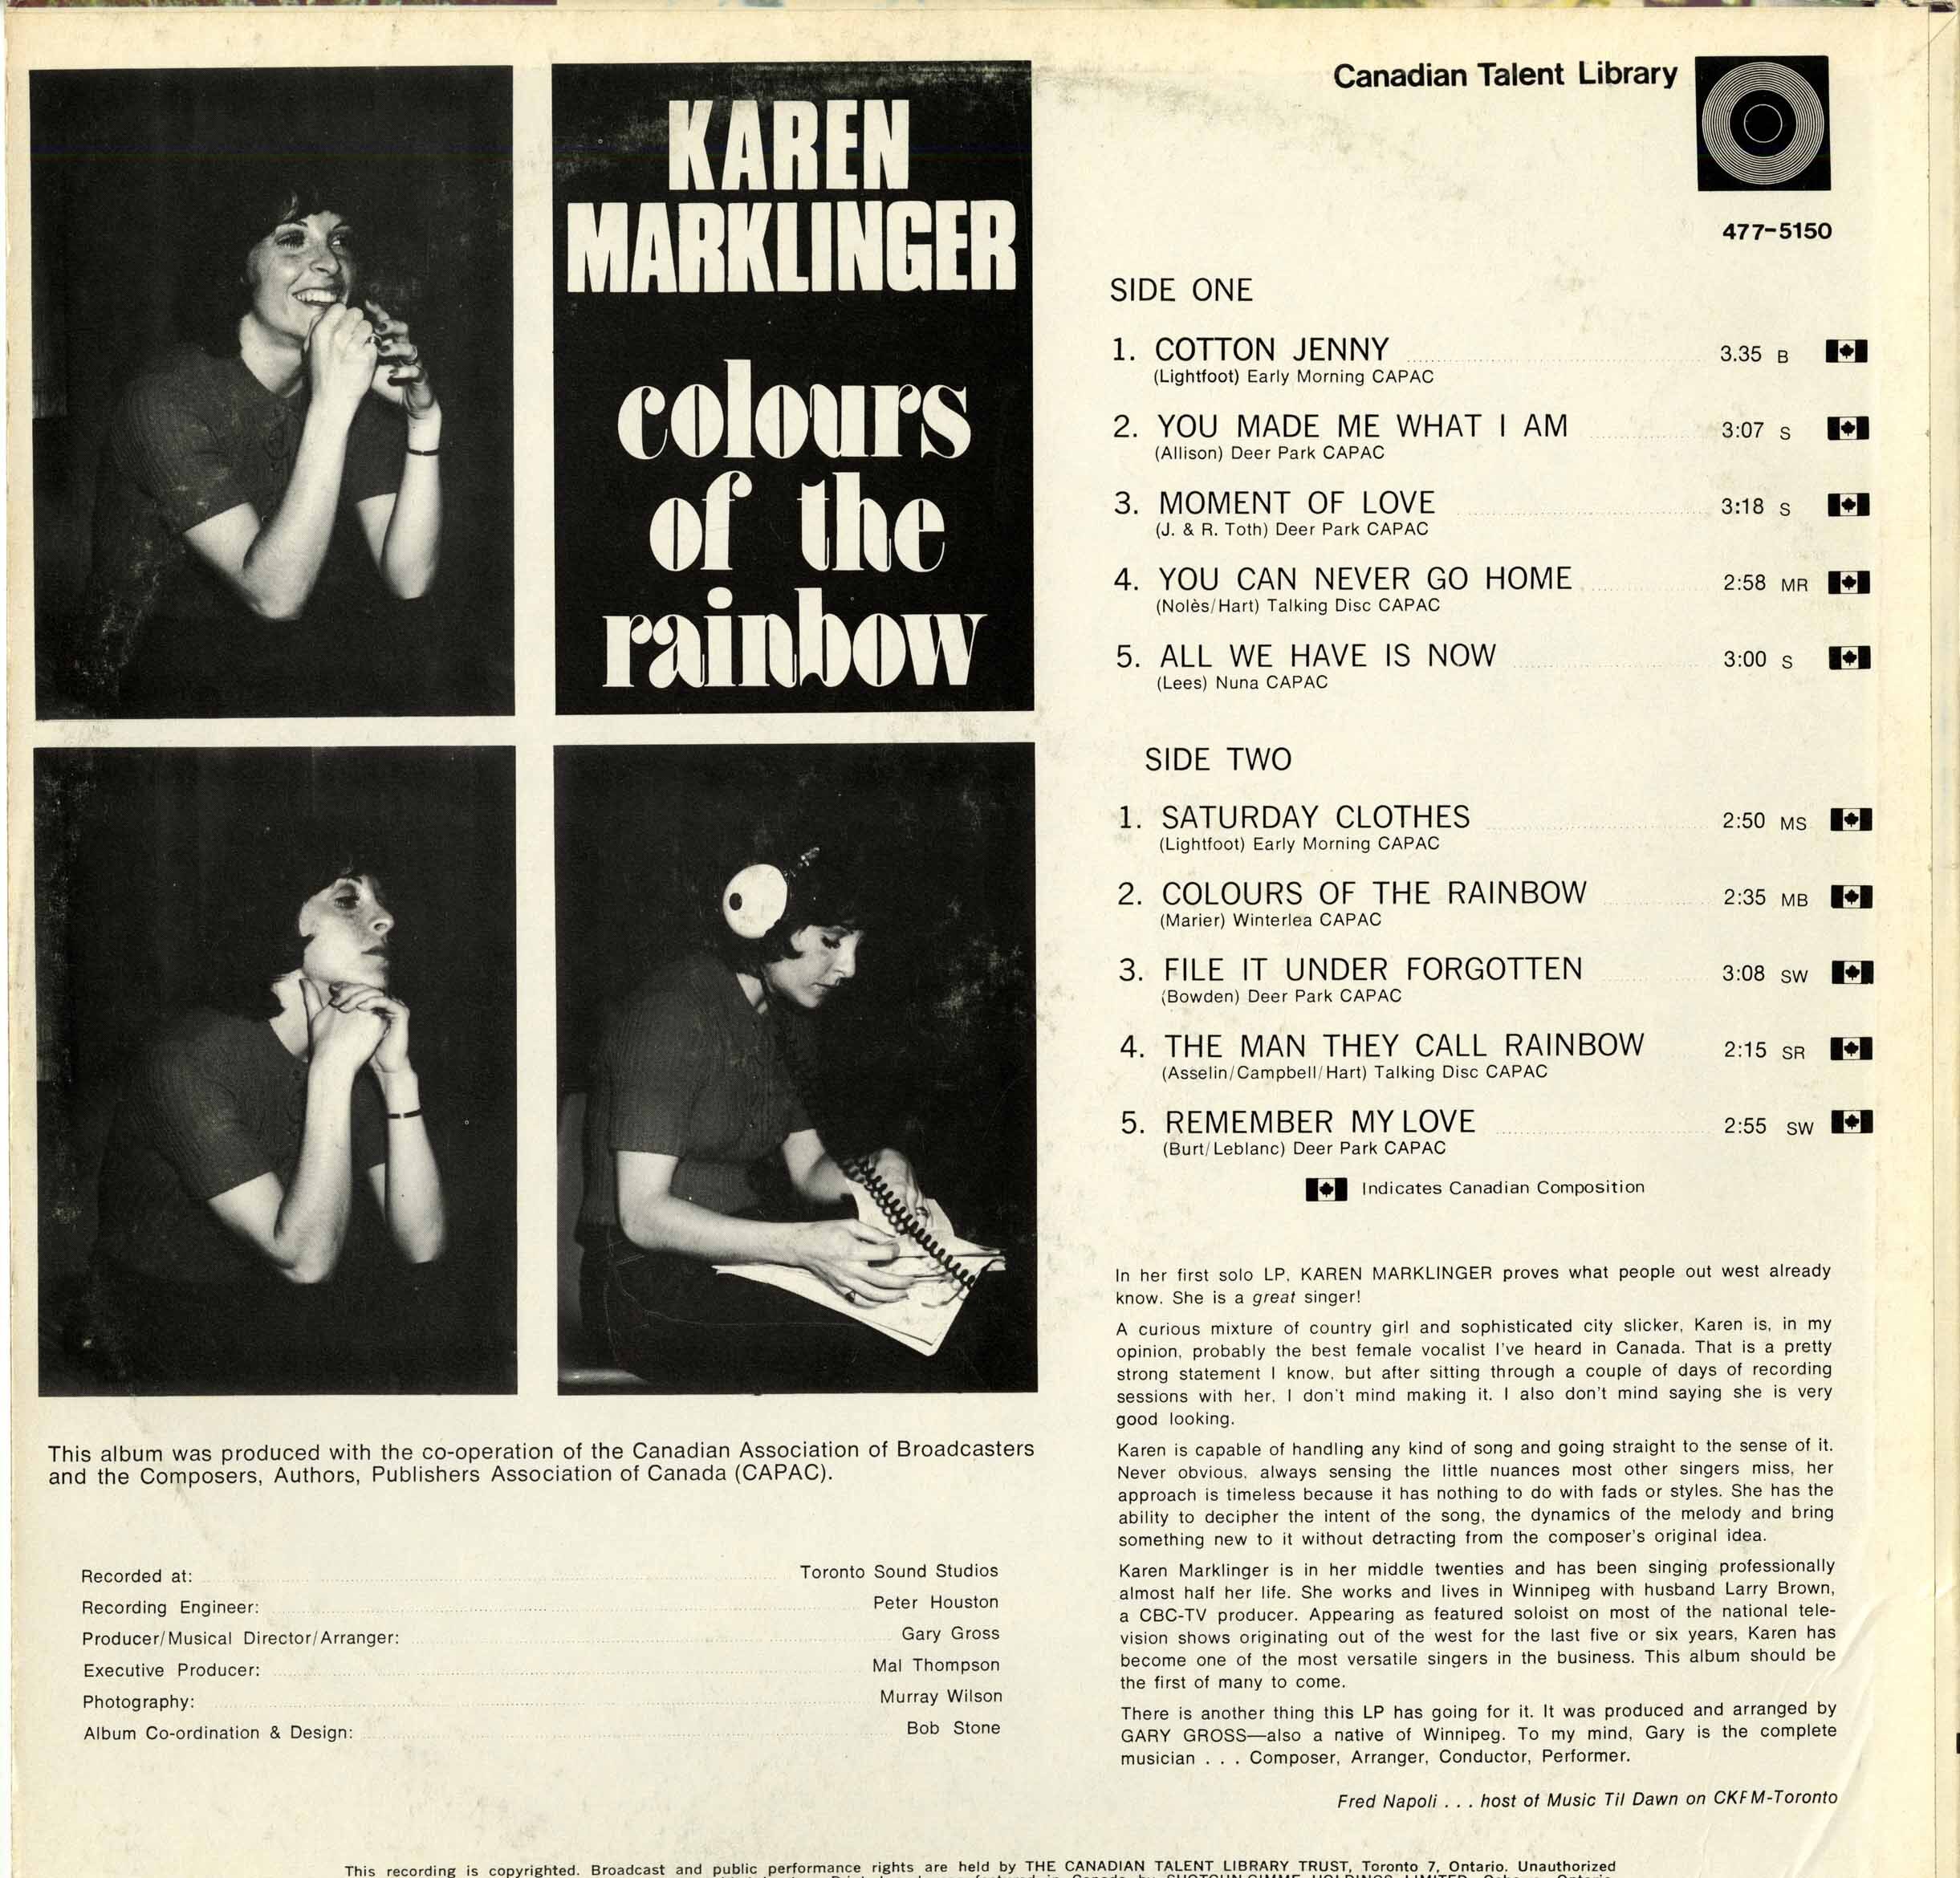 KAREN
MARKLINGER
colours
of the
rainbow
Canadian Talent Library
477-5150
SIDE ONE
1. COTTON JENNY 3.35 B
(Lightfoot) Early Morning CAPAC
2. YOU MADE ME WHAT I AM 3:07 S
(Allison) Deer Park CAPAC
3. MOMENT OF LOVE 3:18 S
(J. & R. Toth) Deer Park CAPAC
4. YOU CAN NEVER GO HOME 2:58 MR
(Nolès/Hart) Talking Disc CAPAC
5. ALL WE HAVE IS NOW 3:00 S
(Lees) Nuna CAPAC
SIDE TWO
1. SATURDAY CLOTHES 2:50 MS
(Lightfoot) Early Morning CAPAC
2. COLOURS OF THE RAINBOW 2:35 MB
(Marier) Winterlea CAPAC
3. FILE IT UNDER FORGOTTEN 3:08 SW
(Bowden) Deer Park CAPAC
4. THE MAN THEY CALL RAINBOW 2:15 SR
(Asselin/Campbell/Hart) Talking Disc CAPAC
5. REMEMBER MY LOVE 2:55 SW
(Burt/Leblanc) Deer Park CAPAC
Indicates Canadian Composition
In her first solo LP, KAREN MARKLINGER proves what people out west already
know. She is a great singer!
A curious mixture of country girl and sophisticated city slicker, Karen is, in my
opinion, probably the best female vocalist I've heard in Canada. That is a pretty
strong statement I know, but after sitting through a couple of days of recording
sessions with her, I don't mind making it. I also don't mind saying she is very
good looking.
Karen is capable of handling any kind of song and going straight to the sense of it.
Never obvious, always sensing the little nuances most other singers miss, her
approach is timeless because it has nothing to do with fads or styles. She has the
ability to decipher the intent of the song, the dynamics of the melody and bring
something new to it without detracting from the composer's original idea.
Karen Marklinger is in her middle twenties and has been singing professionally
almost half her life. She works and lives in Winnipeg with husband Larry Brown,
a CBC-TV producer. Appearing as featured soloist on most of the national tele-
vision shows originating out of the west for the last five or six years, Karen has
become one of the most versatile singers in the business. This album should be
the first of many to come.
There is another thing this LP has going for it. It was produced and arranged by
GARY GROSS—also a native of Winnipeg. To my mind, Gary is the complete
musician . . . Composer, Arranger, Conductor, Performer.
Fred Napoli . . . host of Music Til Dawn on CKFM-Toronto
This album was produced with the co-operation of the Canadian Association of Broadcasters
and the Composers, Authors, Publishers Association of Canada (CAPAC).
Recorded at: Toronto Sound Studios
Recording Engineer: Peter Houston
Producer/Musical Director/Arranger: Gary Gross
Executive Producer: Mal Thompson
Photography: Murray Wilson
Album Co-ordination & Design: Bob Stone
This recording is copyrighted. Broadcast and public performance rights are held by THE CANADIAN TALENT LIBRARY TRUST, Toronto 7, Ontario. Unauthorized